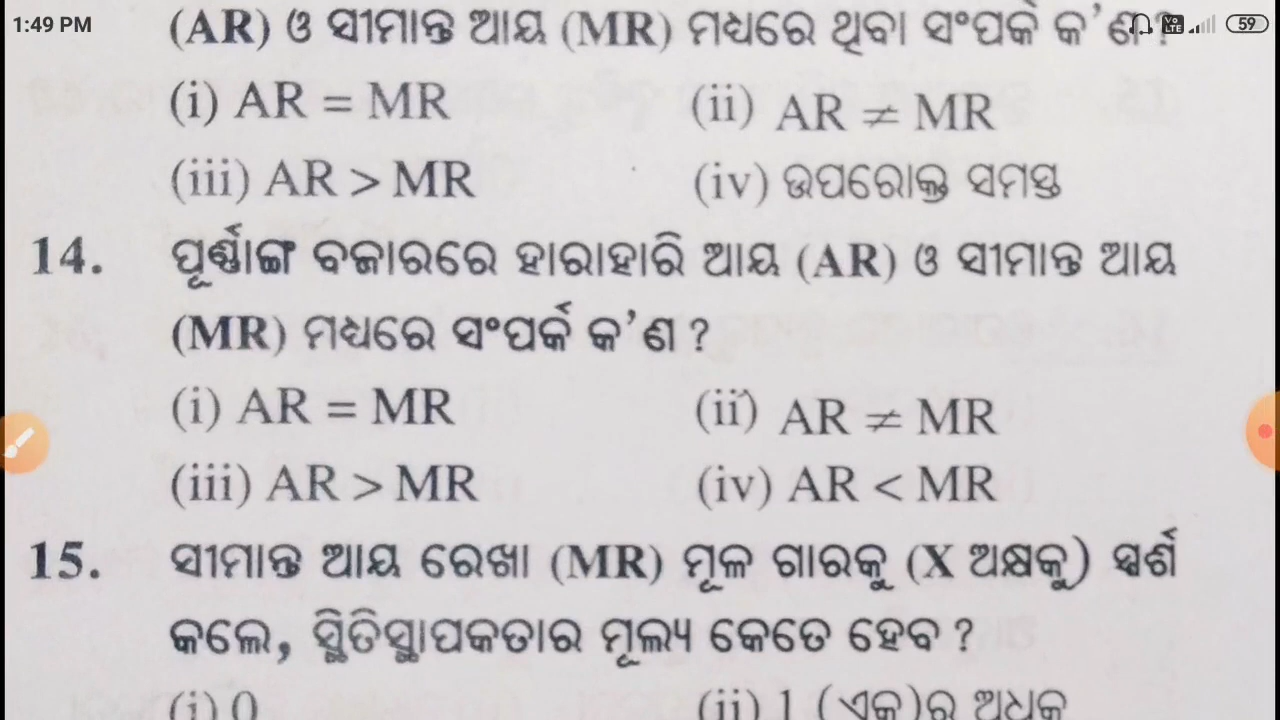 1:49 PM
59
(AR) ଓ ସୀମାନ୍ତ ଆୟ (MR) ମଧ୍ୟରେ ଥିବା ସଂପର୍କ କ'ଣ ?
(i) AR = MR (ii) AR ≠ MR
(iii) AR > MR (iv) ଉପରୋକ୍ତ ସମସ୍ତ
14. ପୂର୍ଣ୍ଣାଙ୍ଗ ବଜାରରେ ହାରାହାରି ଆୟ (AR) ଓ ସୀମାନ୍ତ ଆୟ
(MR) ମଧ୍ୟରେ ସଂପର୍କ କ'ଣ ?
(i) AR = MR (ii) AR ≠ MR
(iii) AR > MR (iv) AR < MR
15. ସୀମାନ୍ତ ଆୟ ରେଖା (MR) ମୂଳ ଗାରକୁ (X ଅକ୍ଷକୁ) ସ୍ପର୍ଶ
କଲେ, ସ୍ଥିତିସ୍ଥାପକତାର ମୂଲ୍ୟ କେତେ ହେବ ?
(i) 0 (ii) 1 (ଏକ)ରୁ ଅଧିକ